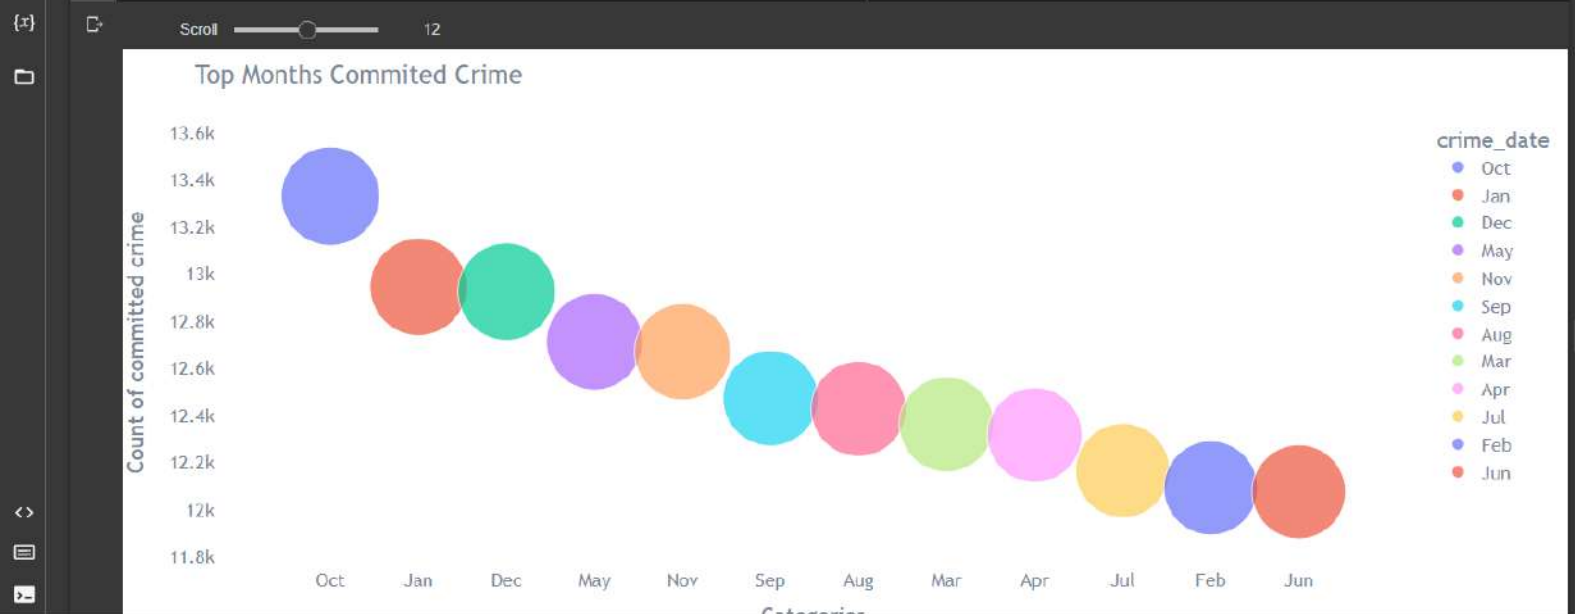 {x}
Scroll 12
Top Months Commited Crime
13.6k
13.4k
13.2k
13k
12.8k
12.6k
12.4k
12.2k
12k
11.8k
Count of committed crime
Oct Jan Dec May Nov Sep Aug Mar Apr Jul Feb Jun
Categories
crime_date
Oct
Jan
Dec
May
Nov
Sep
Aug
Mar
Apr
Jul
Feb
Jun